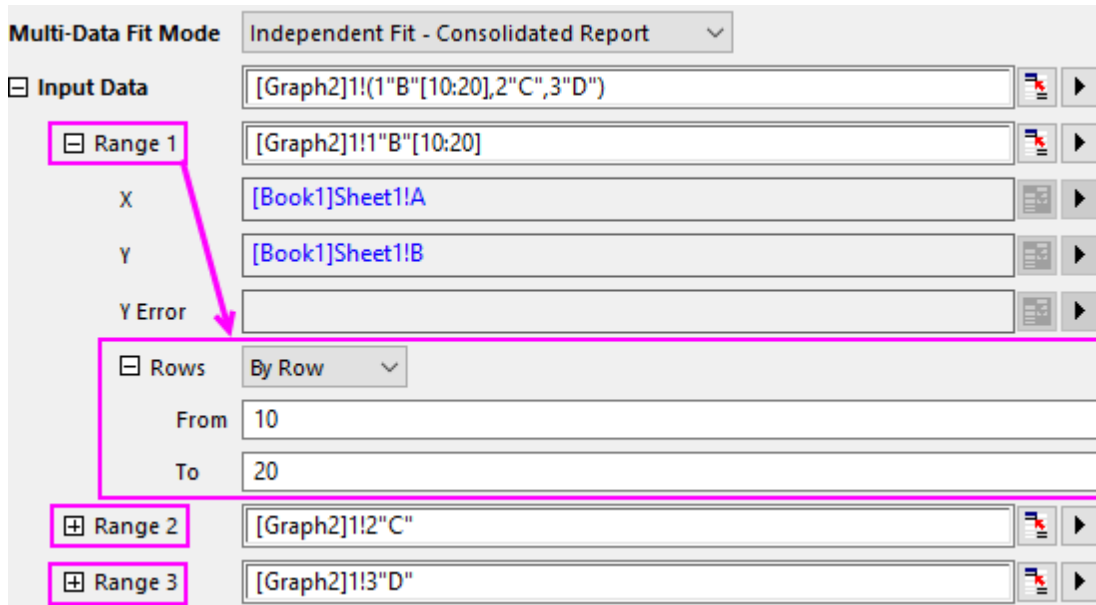 Multi-Data Fit Mode Independent Fit - Consolidated Report
Input Data [Graph2]1!(1"B"[10:20],2"C",3"D")
Range 1 [Graph2]1!1"B"[10:20]
X [Book1]Sheet1!A
Y [Book1]Sheet1!B
Y Error
Rows By Row
From 10
To 20
Range 2 [Graph2]1!2"C"
Range 3 [Graph2]1!3"D"